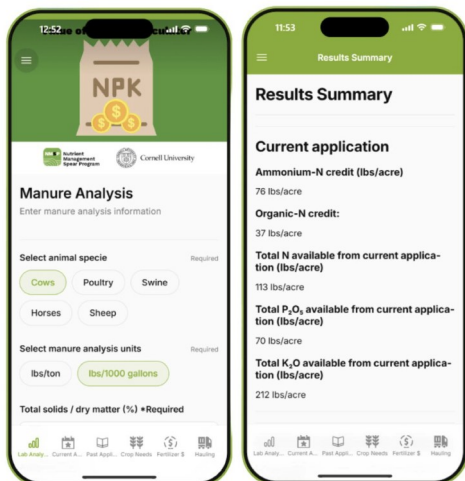 12:52
NPK
Nutrient
Management
Spear Program
Cornell University
Manure Analysis
Enter manure analysis information
Select animal specie
Required
Cows
Poultry
Swine
Horses
Sheep
Select manure analysis units
Required
lbs/ton
lbs/1000 gallons
Total solids / dry matter (%) •Required
Lab Analy...
Current A...
Past Appli...
Crop Needs
Fertilizer $
Hauling
11:53
Results Summary
Results Summary
Current application
Ammonium-N credit (lbs/acre)
76 lbs/acre
Organic-N credit:
37 lbs/acre
Total N available from current applica-
tion (lbs/acre)
113 lbs/acre
Total P₂O₅ available from current applica-
tion (lbs/acre)
70 lbs/acre
Total K₂O available from current applica-
tion (lbs/acre)
212 lbs/acre
Lab Analy...
Current A...
Past Appli...
Crop Needs
Fertilizer $
Hauling